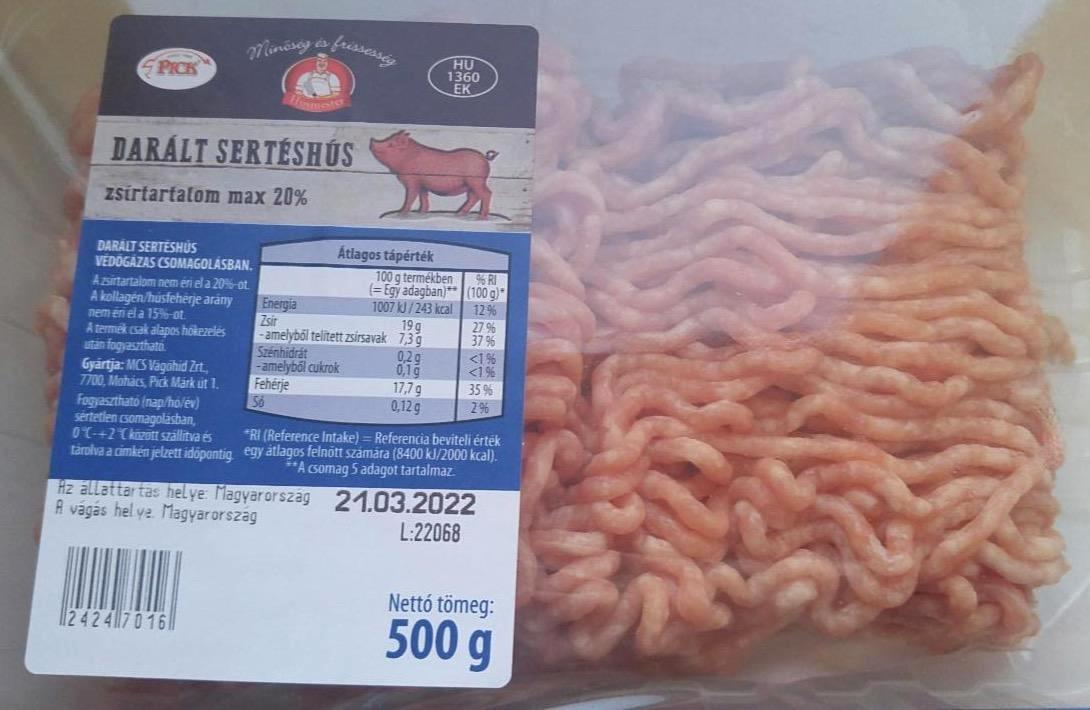 PICK
Minőség és frissesség
Húsmester
HU
1360
EK
DARÁLT SERTÉSHÚS
zsírtartalom max 20%
DARÁLT SERTÉSHÚS
VÉDŐGÁZAS CSOMAGOLÁSBAN.
A zsírtartalom nem éri el a 20%-ot.
A kollagén/húsfehérje arány
nem éri el a 15%-ot.
A termék csak alapos hőkezelés
után fogyasztható.
Gyártja: MCS Vágóhíd Zrt.,
7700, Mohács, Pick Márk út 1.
Fogyasztható (nap/hó/év)
sértetlen csomagolásban,
0 °C-+2 °C között szállítva és
tárolva a címkén jelzett időpontig.
Átlagos tápérték
100 g termékben % RI
(= Egy adagban)** (100 g)*
Energia 1007 kJ / 243 kcal 12 %
Zsír 19 g 27 %
- amelyből telített zsírsavak 7,3 g 37 %
Szénhidrát 0,2 g <1 %
- amelyből cukrok 0,1 g <1 %
Fehérje 17,7 g 35 %
Só 0,12 g 2 %
*RI (Reference Intake) = Referencia beviteli érték
egy átlagos felnőtt számára (8400 kJ/2000 kcal).
**A csomag 5 adagot tartalmaz.
Az állattartás helye: Magyarország
A vágás helye: Magyarország
21.03.2022
L:22068
24247016
Nettó tömeg:
500 g